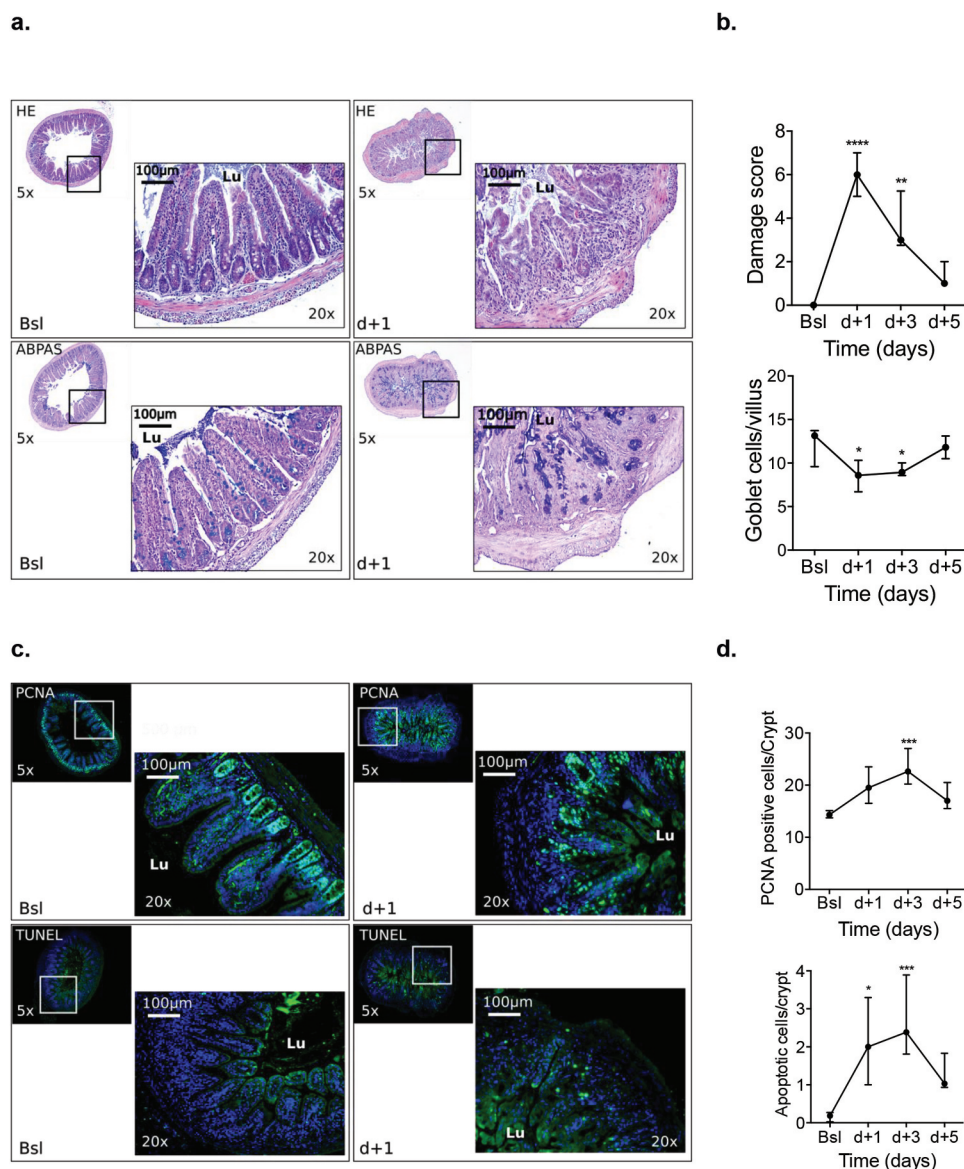 a.
HE
5x
100µm
Lu
20x
Bsl
HE
5x
100µm
Lu
20x
d+1
ABPAS
5x
100µm
Lu
20x
Bsl
ABPAS
5x
100µm
Lu
20x
d+1
b.
Damage score
8
6
4
2
0
****
**
Bsl d+1 d+3 d+5
Time (days)
Goblet cells/villus
20
15
10
5
0
*
*
Bsl d+1 d+3 d+5
Time (days)
c.
PCNA
5x
100µm
Lu
20x
Bsl
PCNA
5x
100µm
Lu
20x
d+1
TUNEL
5x
100µm
Lu
20x
Bsl
TUNEL
5x
100µm
Lu
20x
d+1
d.
PCNA positive cells/Crypt
30
20
10
0
***
Bsl d+1 d+3 d+5
Time (days)
Apoptotic cells/crypt
4
3
2
1
0
*
***
Bsl d+1 d+3 d+5
Time (days)